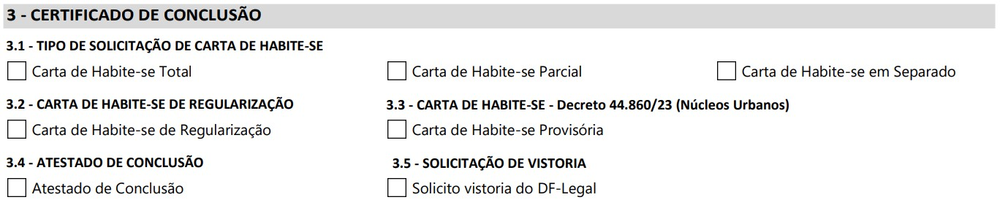 3 - CERTIFICADO DE CONCLUSÃO
3.1 - TIPO DE SOLICITAÇÃO DE CARTA DE HABITE-SE
Carta de Habite-se Total
Carta de Habite-se Parcial
Carta de Habite-se em Separado
3.2 - CARTA DE HABITE-SE DE REGULARIZAÇÃO
3.3 - CARTA DE HABITE-SE - Decreto 44.860/23 (Núcleos Urbanos)
Carta de Habite-se de Regularização
Carta de Habite-se Provisória
3.4 - ATESTADO DE CONCLUSÃO
3.5 - SOLICITAÇÃO DE VISTORIA
Atestado de Conclusão
Solicito vistoria do DF-Legal